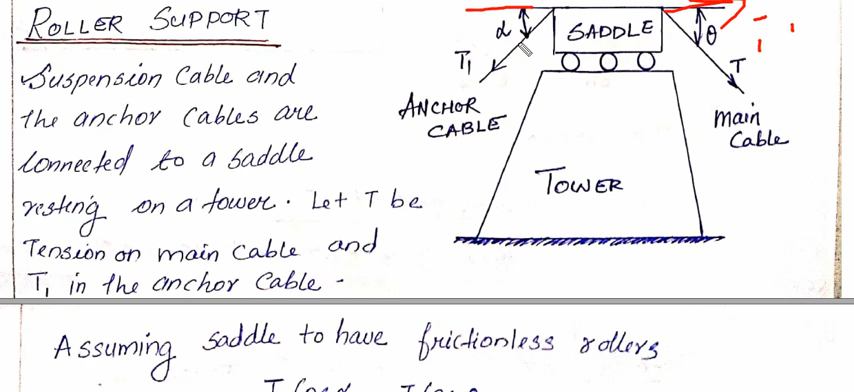 ROLLER SUPPORT
Suspension Cable and
the anchor Cables are
Connected to a saddle
resting on a tower. Let T be
Tension on main Cable and
T₁ in the anchor Cable -
α
SADDLE
θ
T₁
T
ANCHOR
CABLE
main
Cable
TOWER
Assuming saddle to have frictionless rollers